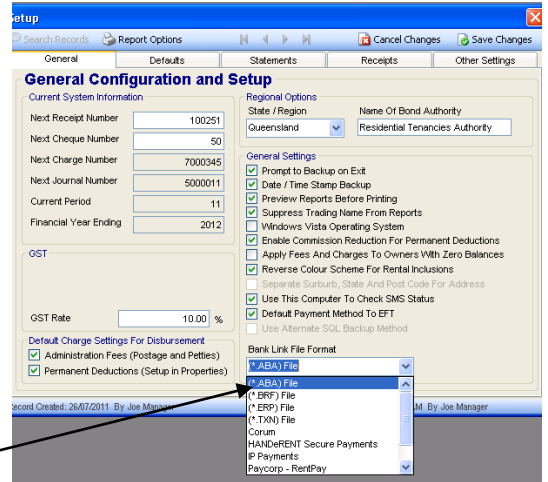 Setup
Search Records Report Options Cancel Changes Save Changes
General Defaults Statements Receipts Other Settings
General Configuration and Setup
Current System Information
Next Receipt Number 100251
Next Cheque Number 50
Next Charge Number 7000345
Next Journal Number 5000011
Current Period 11
Financial Year Ending 2012
GST
GST Rate 10.00 %
Default Charge Settings For Disbursement
Administration Fees (Postage and Petties)
Permanent Deductions (Setup in Properties)
Regional Options
State / Region Name Of Bond Authority
Queensland Residential Tenancies Authority
General Settings
Prompt to Backup on Exit
Date / Time Stamp Backup
Preview Reports Before Printing
Suppress Trading Name From Reports
Windows Vista Operating System
Enable Commission Reduction For Permanent Deductions
Apply Fees And Charges To Owners With Zero Balances
Reverse Colour Scheme For Rental Inclusions
Separate Surburb, State And Post Code For Address
Use This Computer To Check SMS Status
Default Payment Method To EFT
Use Alternate SQL Backup Method
Bank Link File Format
(*.ABA) File
(*.ABA) File
(*.BRF) File
(*.ERP) File
(*.TXN) File
Corum
HANDeRENT Secure Payments
IP Payments
Paycorp - RentPay
Record Created: 26/07/2011 By Joe Manager M By Joe Manager